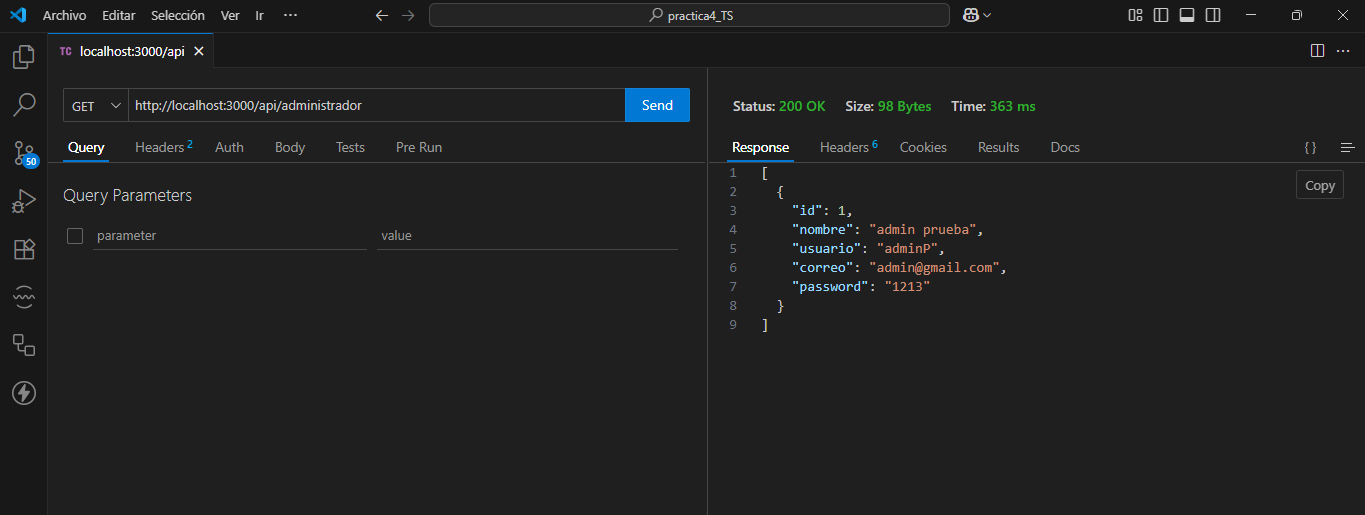 Archivo Editar Selección Ver Ir ··· practica4_TS
TC localhost:3000/api
GET http://localhost:3000/api/administrador Send
Status: 200 OK Size: 98 Bytes Time: 363 ms
Query Headers 2 Auth Body Tests Pre Run
Response Headers 6 Cookies Results Docs { }
50
Query Parameters
parameter value
Copy
1 [
2 {
3 "id": 1,
4 "nombre": "admin prueba",
5 "usuario": "adminP",
6 "correo": "admin@gmail.com",
7 "password": "1213"
8 }
9 ]